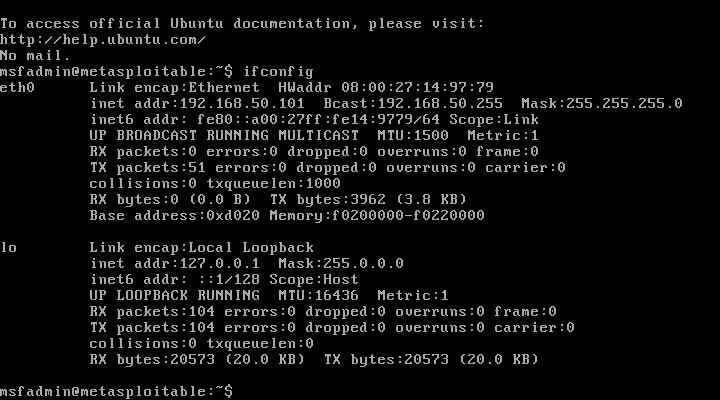 To access official Ubuntu documentation, please visit:
http://help.ubuntu.com/
No mail.
msfadmin@metasploitable:~$ ifconfig
eth0      Link encap:Ethernet  HWaddr 08:00:27:14:97:79
          inet addr:192.168.50.101  Bcast:192.168.50.255  Mask:255.255.255.0
          inet6 addr: fe80::a00:27ff:fe14:9779/64 Scope:Link
          UP BROADCAST RUNNING MULTICAST  MTU:1500  Metric:1
          RX packets:0 errors:0 dropped:0 overruns:0 frame:0
          TX packets:51 errors:0 dropped:0 overruns:0 carrier:0
          collisions:0 txqueuelen:1000
          RX bytes:0 (0.0 B)  TX bytes:3962 (3.8 KB)
          Base address:0xd020 Memory:f0200000-f0220000

lo        Link encap:Local Loopback
          inet addr:127.0.0.1  Mask:255.0.0.0
          inet6 addr: ::1/128 Scope:Host
          UP LOOPBACK RUNNING  MTU:16436  Metric:1
          RX packets:104 errors:0 dropped:0 overruns:0 frame:0
          TX packets:104 errors:0 dropped:0 overruns:0 carrier:0
          collisions:0 txqueuelen:0
          RX bytes:20573 (20.0 KB)  TX bytes:20573 (20.0 KB)

msfadmin@metasploitable:~$